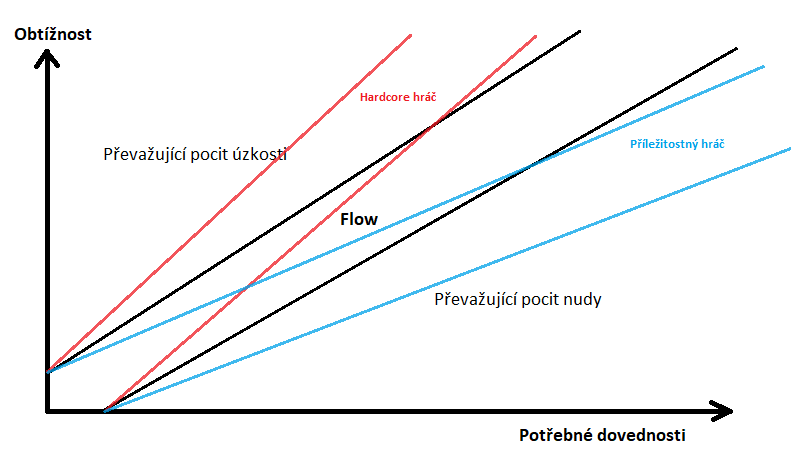 Obtížnost
Hardcore hráč
Příležitostný hráč
Převažující pocit úzkosti
Flow
Převažující pocit nudy
Potřebné dovednosti